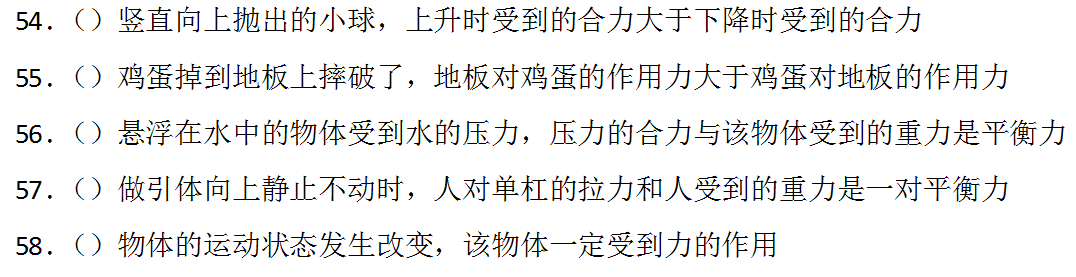 54.（）竖直向上抛出的小球，上升时受到的合力大于下降时受到的合力
55.（）鸡蛋掉到地板上摔破了，地板对鸡蛋的作用力大于鸡蛋对地板的作用力
56.（）悬浮在水中的物体受到水的压力，压力的合力与该物体受到的重力是平衡力
57.（）做引体向上静止不动时，人对单杠的拉力和人受到的重力是一对平衡力
58.（）物体的运动状态发生改变，该物体一定受到力的作用